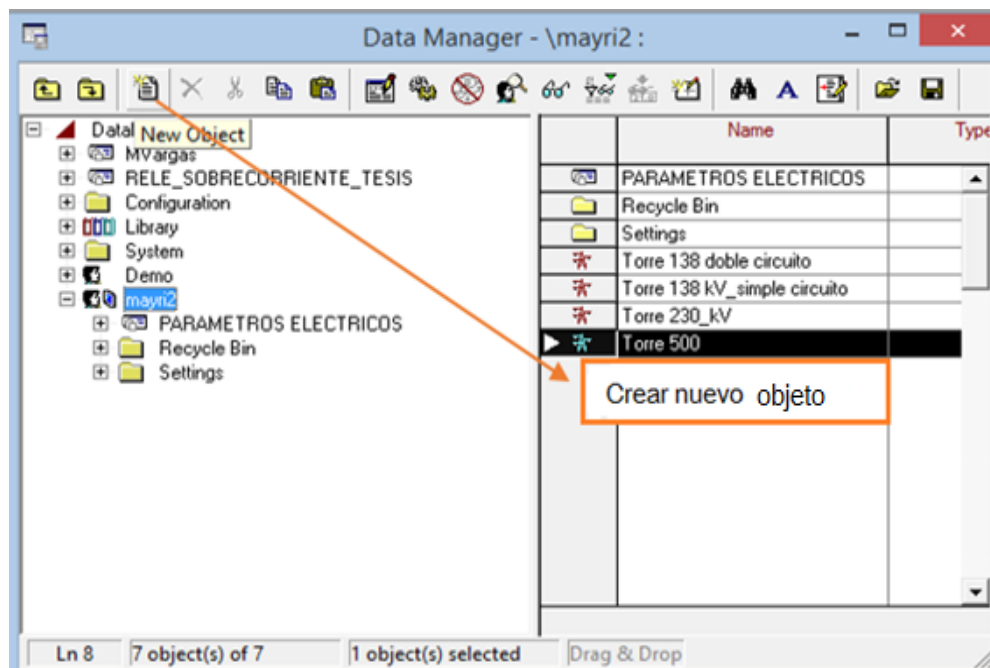 Data Manager - \mayri2 :
New Object
MVargas
RELE_SOBRECORRIENTE_TESIS
Configuration
Library
System
Demo
mayri2
PARAMETROS ELECTRICOS
Recycle Bin
Settings
Name Type
PARAMETROS ELECTRICOS
Recycle Bin
Settings
Torre 138 doble circuito
Torre 138 kV_simple circuito
Torre 230_kV
Torre 500
Crear nuevo objeto
Ln 8 7 object(s) of 7 1 object(s) selected Drag & Drop